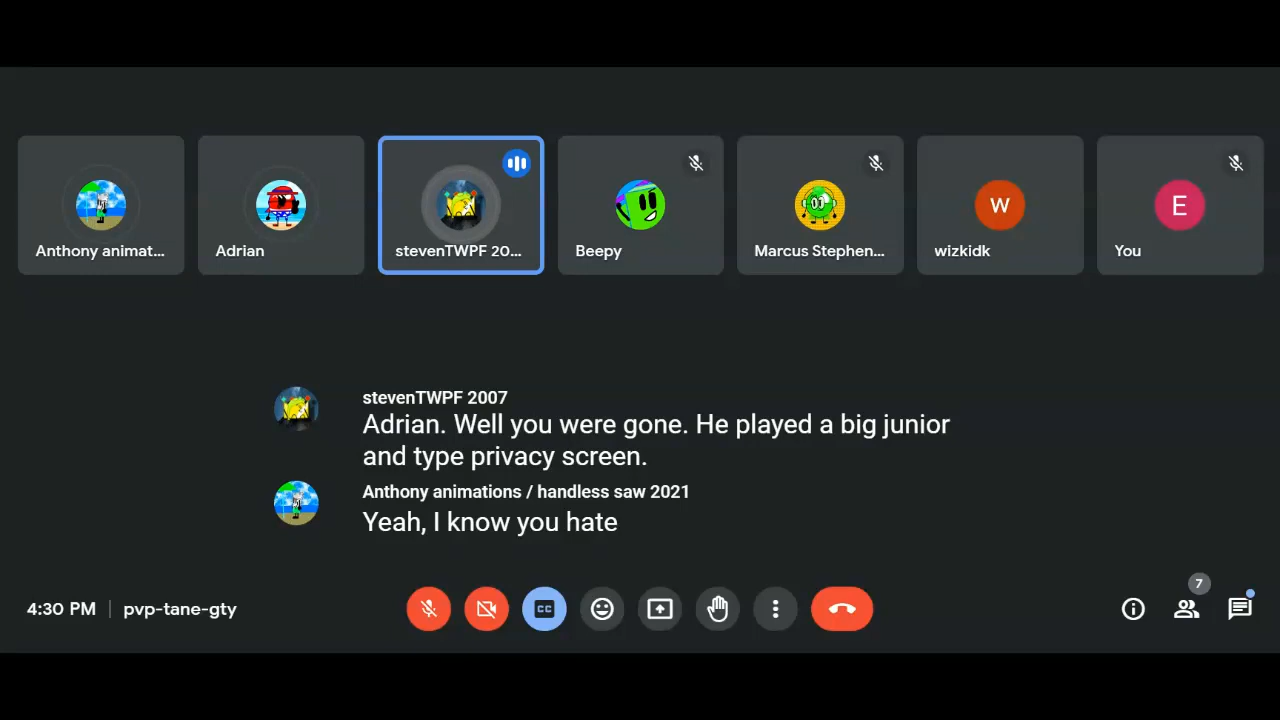 Anthony animat...
Adrian
stevenTWPF 20...
Beepy
Marcus Stephen...
W
wizkidk
E
You
stevenTWPF 2007
Adrian. Well you were gone. He played a big junior
and type privacy screen.
Anthony animations / handless saw 2021
Yeah, I know you hate
7
4:30 PM | pvp-tane-gty
CC